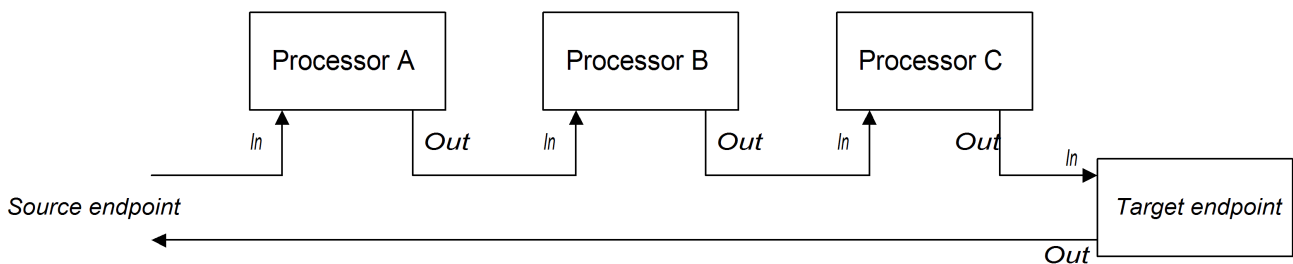 Processor A
Processor B
Processor C
In
Out
In
Out
In
Out
In
Source endpoint
Target endpoint
Out